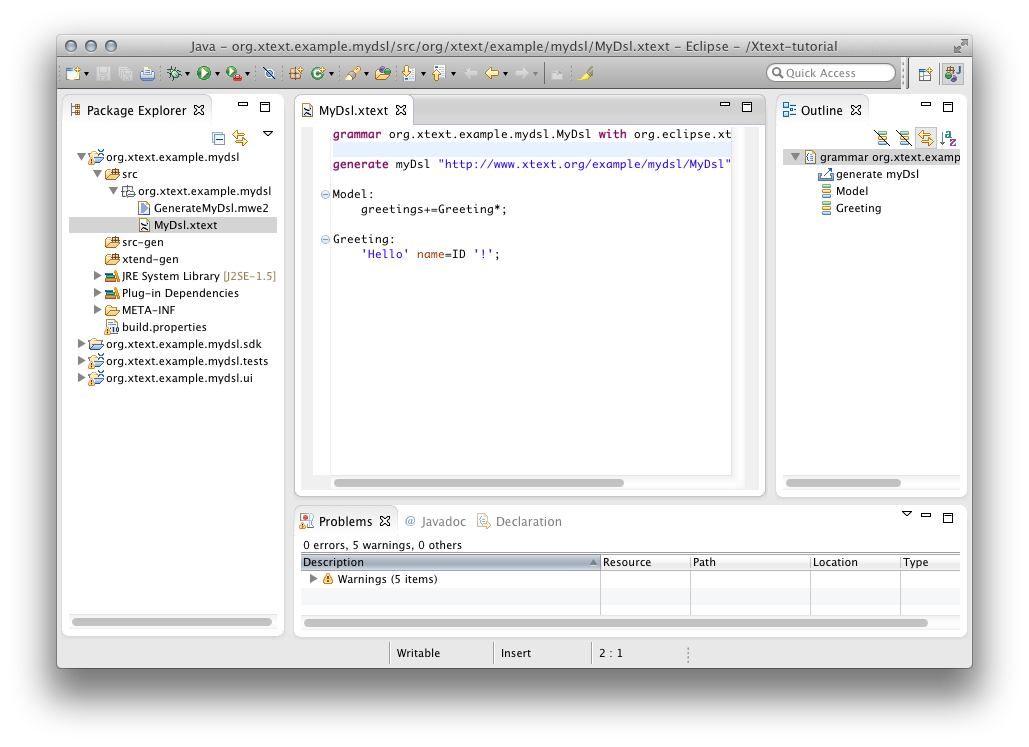 Java – org.xtext.example.mydsl/src/org/xtext/example/mydsl/MyDsl.xtext – Eclipse – /Xtext-tutorial
Quick Access
Package Explorer
org.xtext.example.mydsl
src
org.xtext.example.mydsl
GenerateMyDsl.mwe2
MyDsl.xtext
src-gen
xtend-gen
JRE System Library [J2SE-1.5]
Plug-in Dependencies
META-INF
build.properties
org.xtext.example.mydsl.sdk
org.xtext.example.mydsl.tests
org.xtext.example.mydsl.ui
MyDsl.xtext
grammar org.xtext.example.mydsl.MyDsl with org.eclipse.xt
generate myDsl "http://www.xtext.org/example/mydsl/MyDsl"
Model:
greetings+=Greeting*;
Greeting:
'Hello' name=ID '!';
Outline
grammar org.xtext.examp
generate myDsl
Model
Greeting
Problems @ Javadoc Declaration
0 errors, 5 warnings, 0 others
Description Resource Path Location Type
Warnings (5 items)
Writable Insert 2 : 1